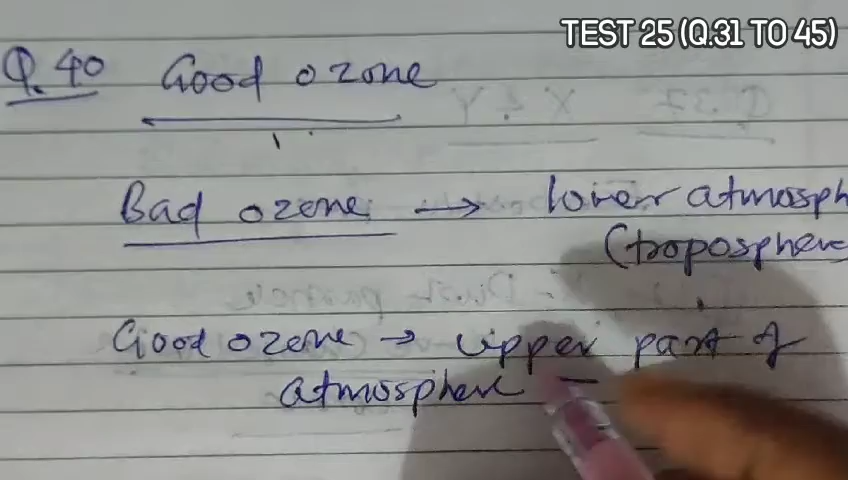 TEST 25 (Q.31 TO 45)
Q.40 Good ozone
Bad ozone → lower atmosph
(troposphere
Good ozone → upper part of
atmosphere –